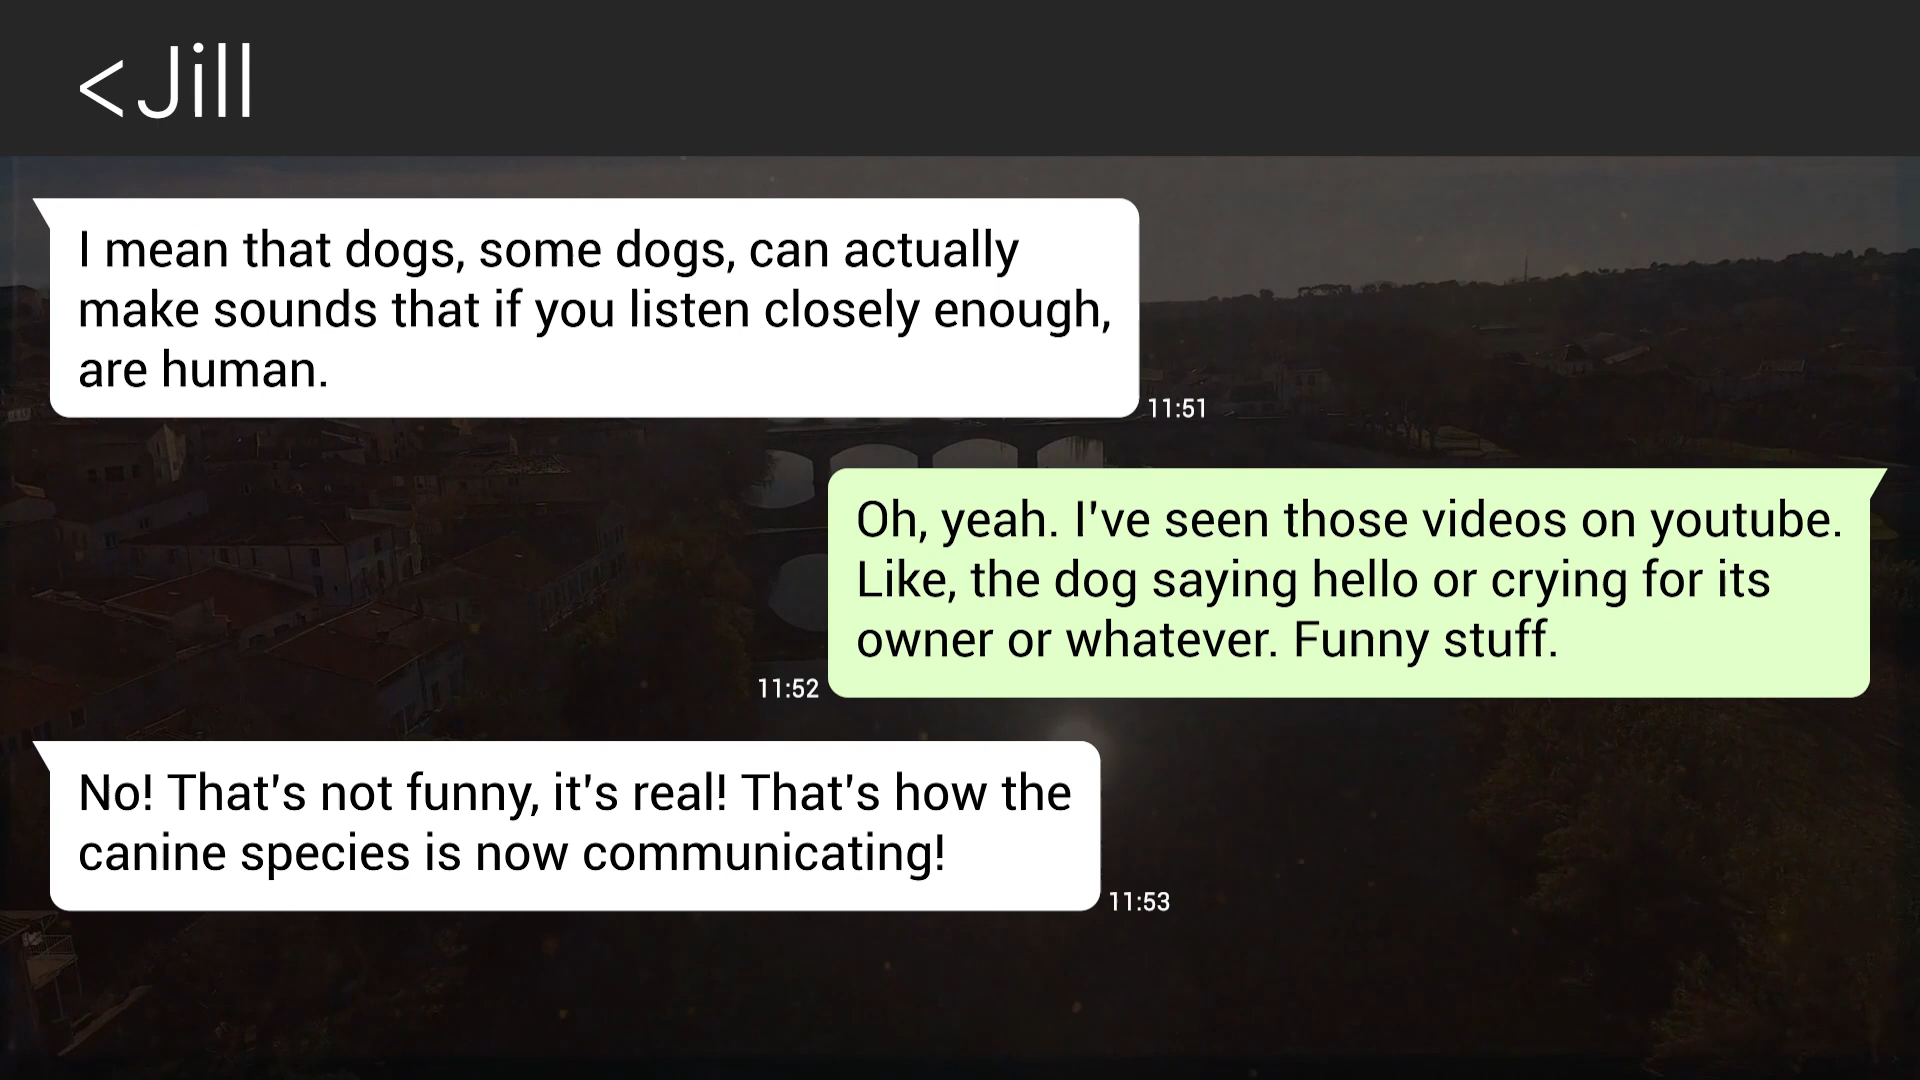 <Jill
I mean that dogs, some dogs, can actually
make sounds that if you listen closely enough,
are human.
11:51
Oh, yeah. I've seen those videos on youtube.
Like, the dog saying hello or crying for its
owner or whatever. Funny stuff.
11:52
No! That's not funny, it's real! That's how the
canine species is now communicating!
11:53